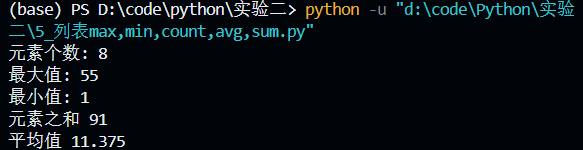 (base) PS D:\code\python\实验二> python -u "d:\code\Python\实验
二\5_列表max,min,count,avg,sum.py"
元素个数: 8
最大值: 55
最小值: 1
元素之和 91
平均值 11.375